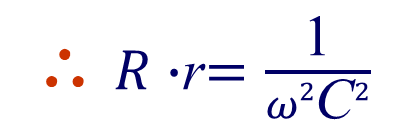 ∴ R · r = 1 / ω²C²